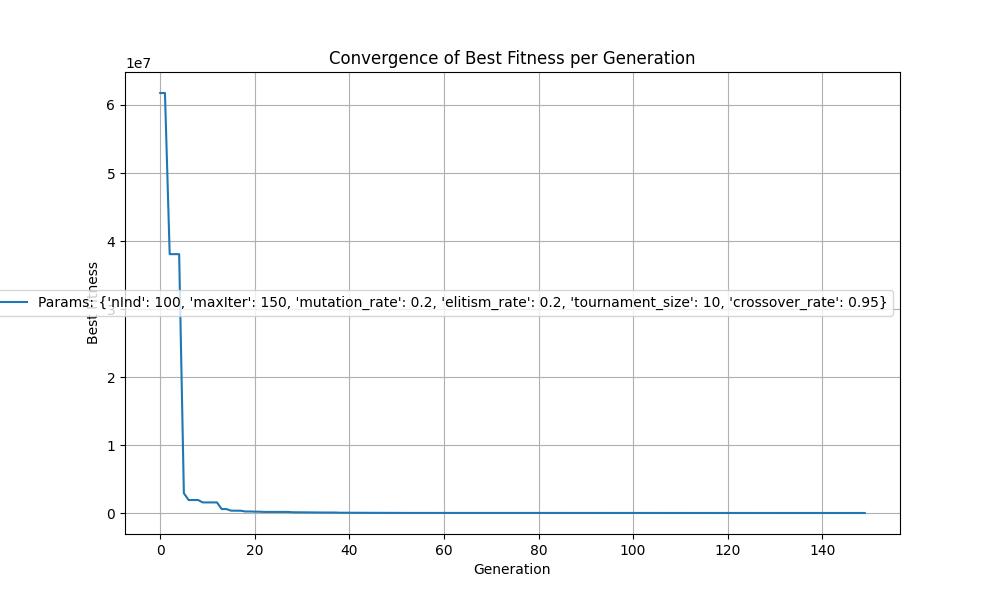 Convergence of Best Fitness per Generation
1e7
6
5
4
Params: {'nInd': 100, 'maxIter': 150, 'mutation_rate': 0.2, 'elitism_rate': 0.2, 'tournament_size': 10, 'crossover_rate': 0.95}
3
Best Fitness
2
1
0
0 20 40 60 80 100 120 140
Generation